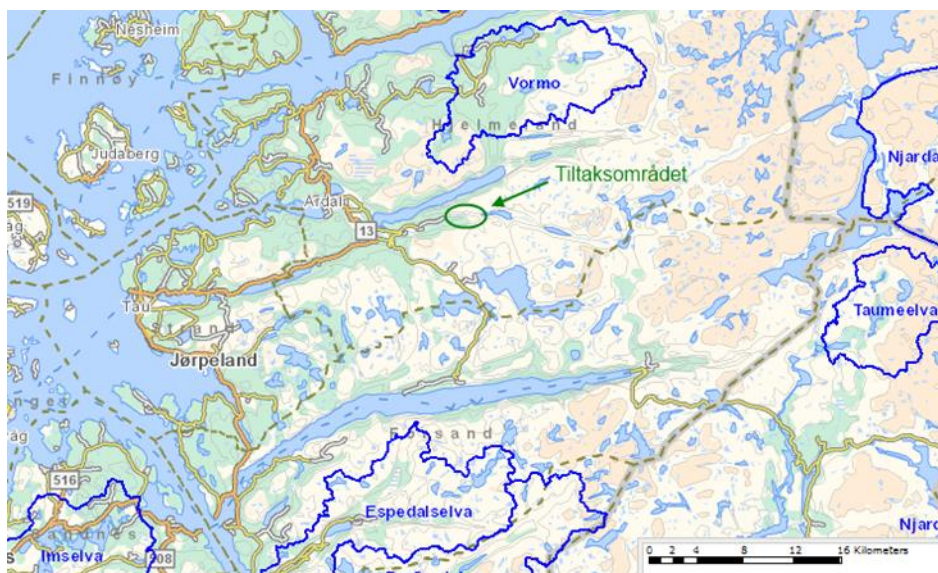 Nesheim
Finnøy
Vormo
Hjelmeland
Judaberg
Njarda
Tiltaksområdet
519
Årdal
13
Tau
Taumeelva
Strand
Jørpeland
Forsand
516
Espedalselva
Njard
Imselva
508
0 2 4 8 12 16 Kilometers